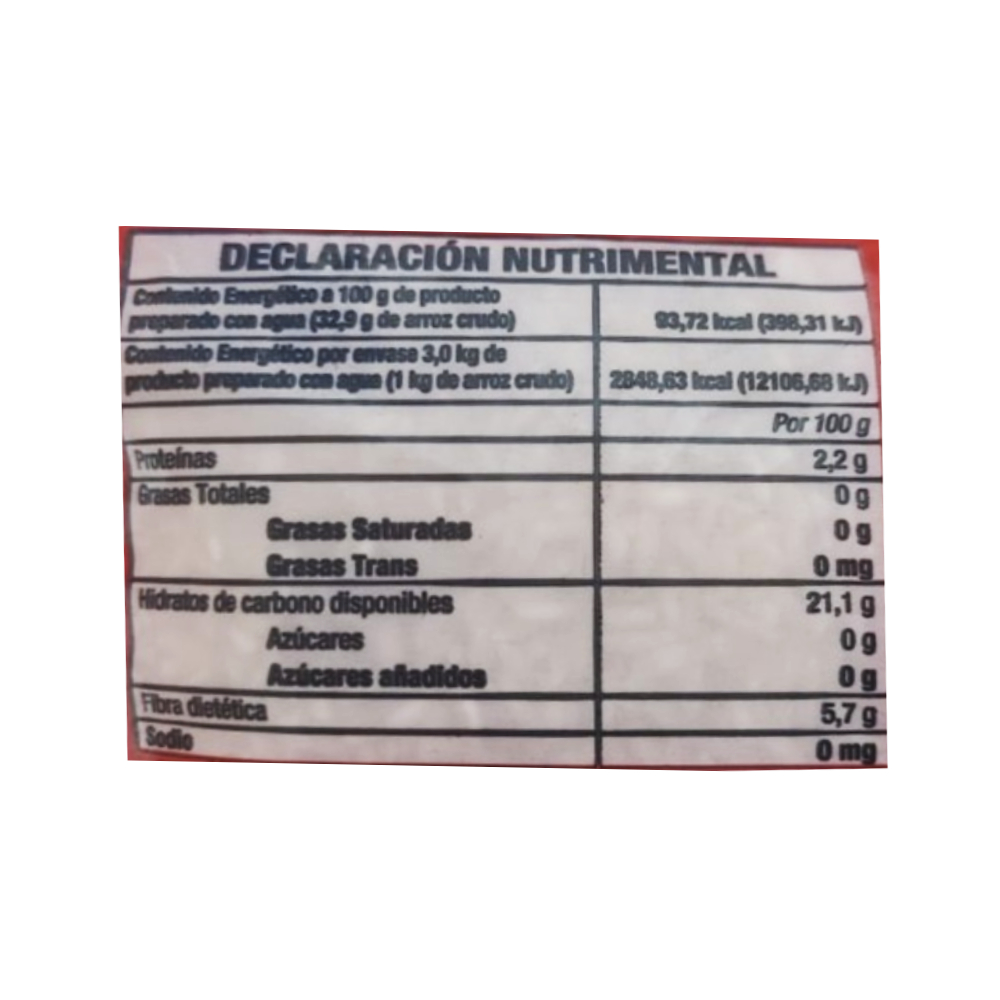 DECLARACIÓN NUTRIMENTAL
Contenido Energético a 100 g de producto
preparado con agua (32,9 g de arroz crudo) 93,72 kcal (398,31 kJ)
Contenido Energético por envase 3,0 kg de
producto preparado con agua (1 kg de arroz crudo) 2848,63 kcal (12106,68 kJ)
Por 100 g
Proteínas 2,2 g
Grasas Totales 0 g
Grasas Saturadas 0 g
Grasas Trans 0 mg
Hidratos de carbono disponibles 21,1 g
Azúcares 0 g
Azúcares añadidos 0 g
Fibra dietética 5,7 g
Sodio 0 mg